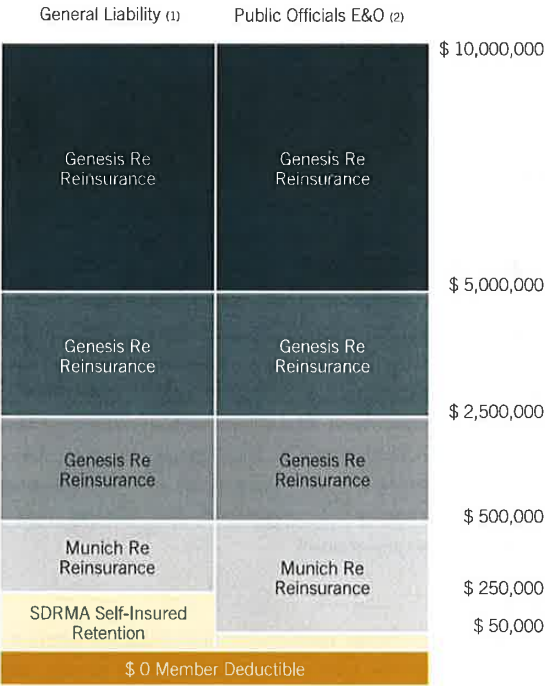 General Liability (1) Public Officials E&O (2)
$ 10,000,000
Genesis Re
Reinsurance
Genesis Re
Reinsurance
$ 5,000,000
Genesis Re
Reinsurance
Genesis Re
Reinsurance
$ 2,500,000
Genesis Re
Reinsurance
Genesis Re
Reinsurance
$ 500,000
Munich Re
Reinsurance
Munich Re
Reinsurance
$ 250,000
SDRMA Self-Insured
Retention
$ 50,000
$ 0 Member Deductible